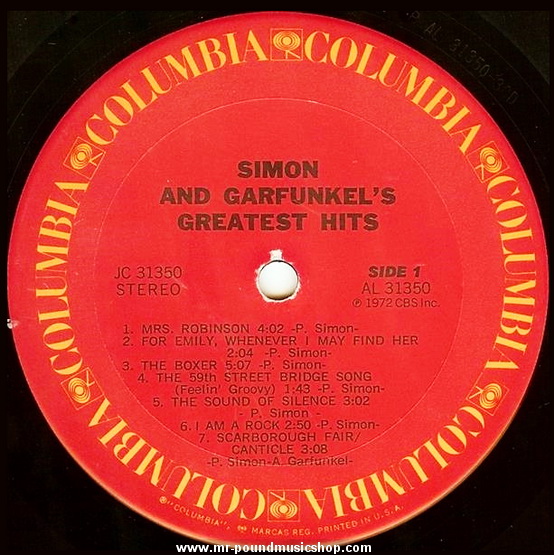 COLUMBIA COLUMBIA COLUMBIA COLUMBIA COLUMBIA COLUMBIA
P AL 31350
SIMON
AND GARFUNKEL'S
GREATEST HITS
JC 31350
STEREO
SIDE 1
AL 31350
℗ 1972 CBS Inc.
1. MRS. ROBINSON 4:02 -P. Simon-
2. FOR EMILY, WHENEVER I MAY FIND HER
2:04 -P. Simon-
3. THE BOXER 5:07 -P. Simon-
4. THE 59th STREET BRIDGE SONG
(Feelin' Groovy) 1:43 -P. Simon-
5. THE SOUND OF SILENCE 3:02
- P. Simon -
6. I AM A ROCK 2:50 -P. Simon-
7. SCARBOROUGH FAIR/
CANTICLE 3:08
-P. Simon-A. Garfunkel-
® "COLUMBIA", MARCAS REG. PRINTED IN U.S.A.
www.mr-poundmusicshop.com